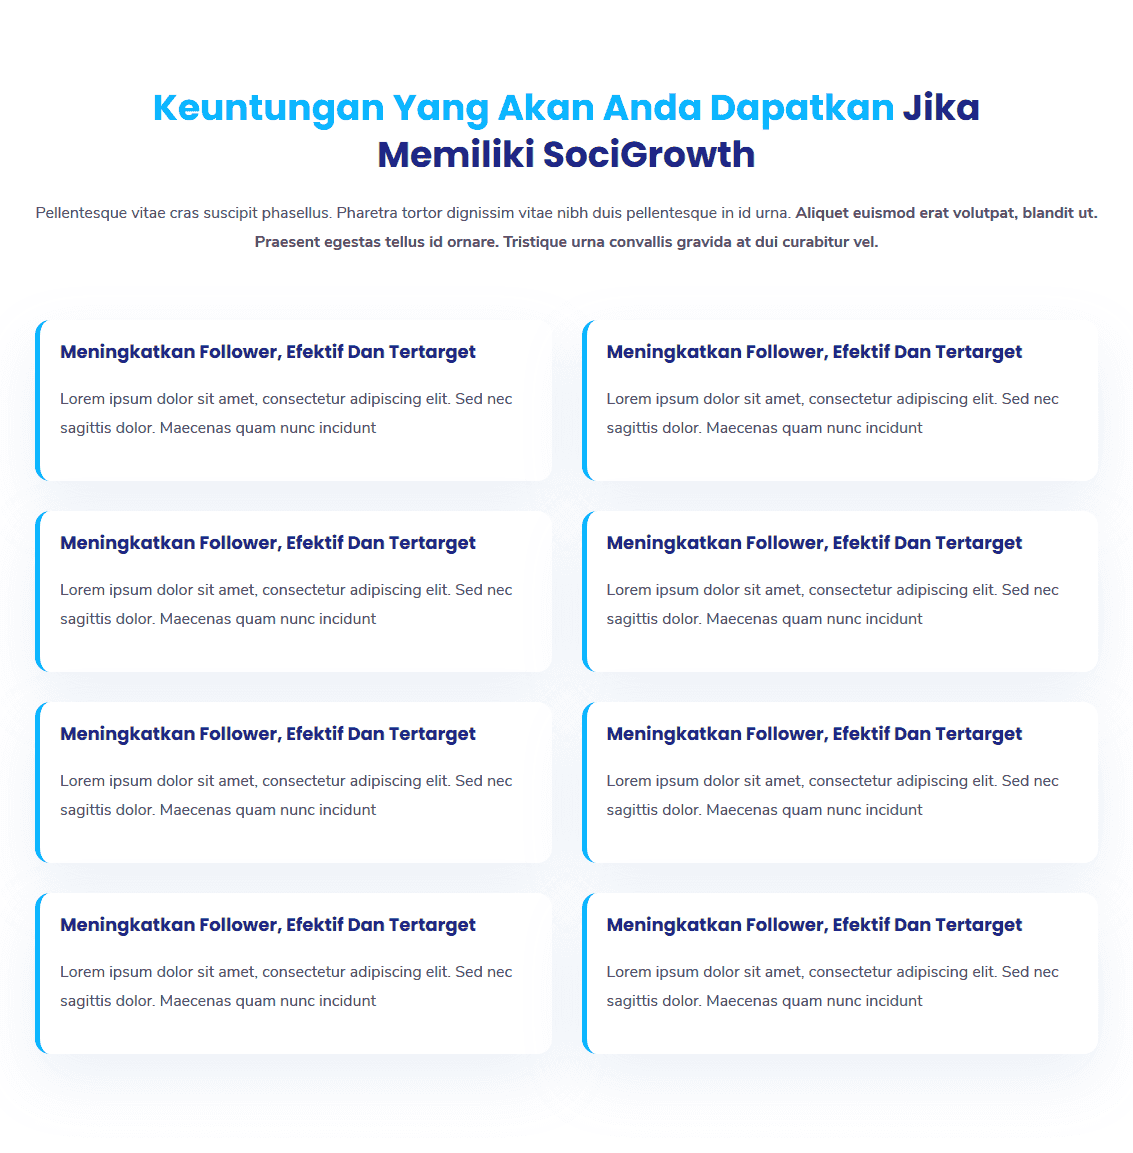 Keuntungan Yang Akan Anda Dapatkan Jika
Memiliki SociGrowth
Pellentesque vitae cras suscipit phasellus. Pharetra tortor dignissim vitae nibh duis pellentesque in id urna. Aliquet euismod erat volutpat, blandit ut.
Praesent egestas tellus id ornare. Tristique urna convallis gravida at dui curabitur vel.
Meningkatkan Follower, Efektif Dan Tertarget
Lorem ipsum dolor sit amet, consectetur adipiscing elit. Sed nec
sagittis dolor. Maecenas quam nunc incidunt
Meningkatkan Follower, Efektif Dan Tertarget
Lorem ipsum dolor sit amet, consectetur adipiscing elit. Sed nec
sagittis dolor. Maecenas quam nunc incidunt
Meningkatkan Follower, Efektif Dan Tertarget
Lorem ipsum dolor sit amet, consectetur adipiscing elit. Sed nec
sagittis dolor. Maecenas quam nunc incidunt
Meningkatkan Follower, Efektif Dan Tertarget
Lorem ipsum dolor sit amet, consectetur adipiscing elit. Sed nec
sagittis dolor. Maecenas quam nunc incidunt
Meningkatkan Follower, Efektif Dan Tertarget
Lorem ipsum dolor sit amet, consectetur adipiscing elit. Sed nec
sagittis dolor. Maecenas quam nunc incidunt
Meningkatkan Follower, Efektif Dan Tertarget
Lorem ipsum dolor sit amet, consectetur adipiscing elit. Sed nec
sagittis dolor. Maecenas quam nunc incidunt
Meningkatkan Follower, Efektif Dan Tertarget
Lorem ipsum dolor sit amet, consectetur adipiscing elit. Sed nec
sagittis dolor. Maecenas quam nunc incidunt
Meningkatkan Follower, Efektif Dan Tertarget
Lorem ipsum dolor sit amet, consectetur adipiscing elit. Sed nec
sagittis dolor. Maecenas quam nunc incidunt